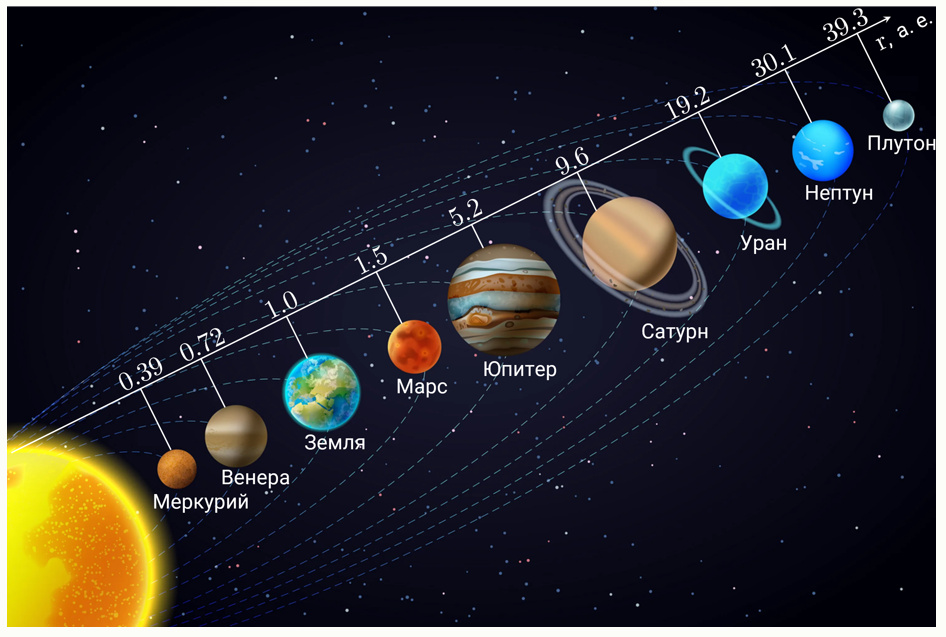 39.3
r, a. e.
30.1
19.2
9.6
5.2
1.5
1.0
0.72
0.39
Плутон
Нептун
Уран
Сатурн
Юпитер
Марс
Земля
Венера
Меркурий